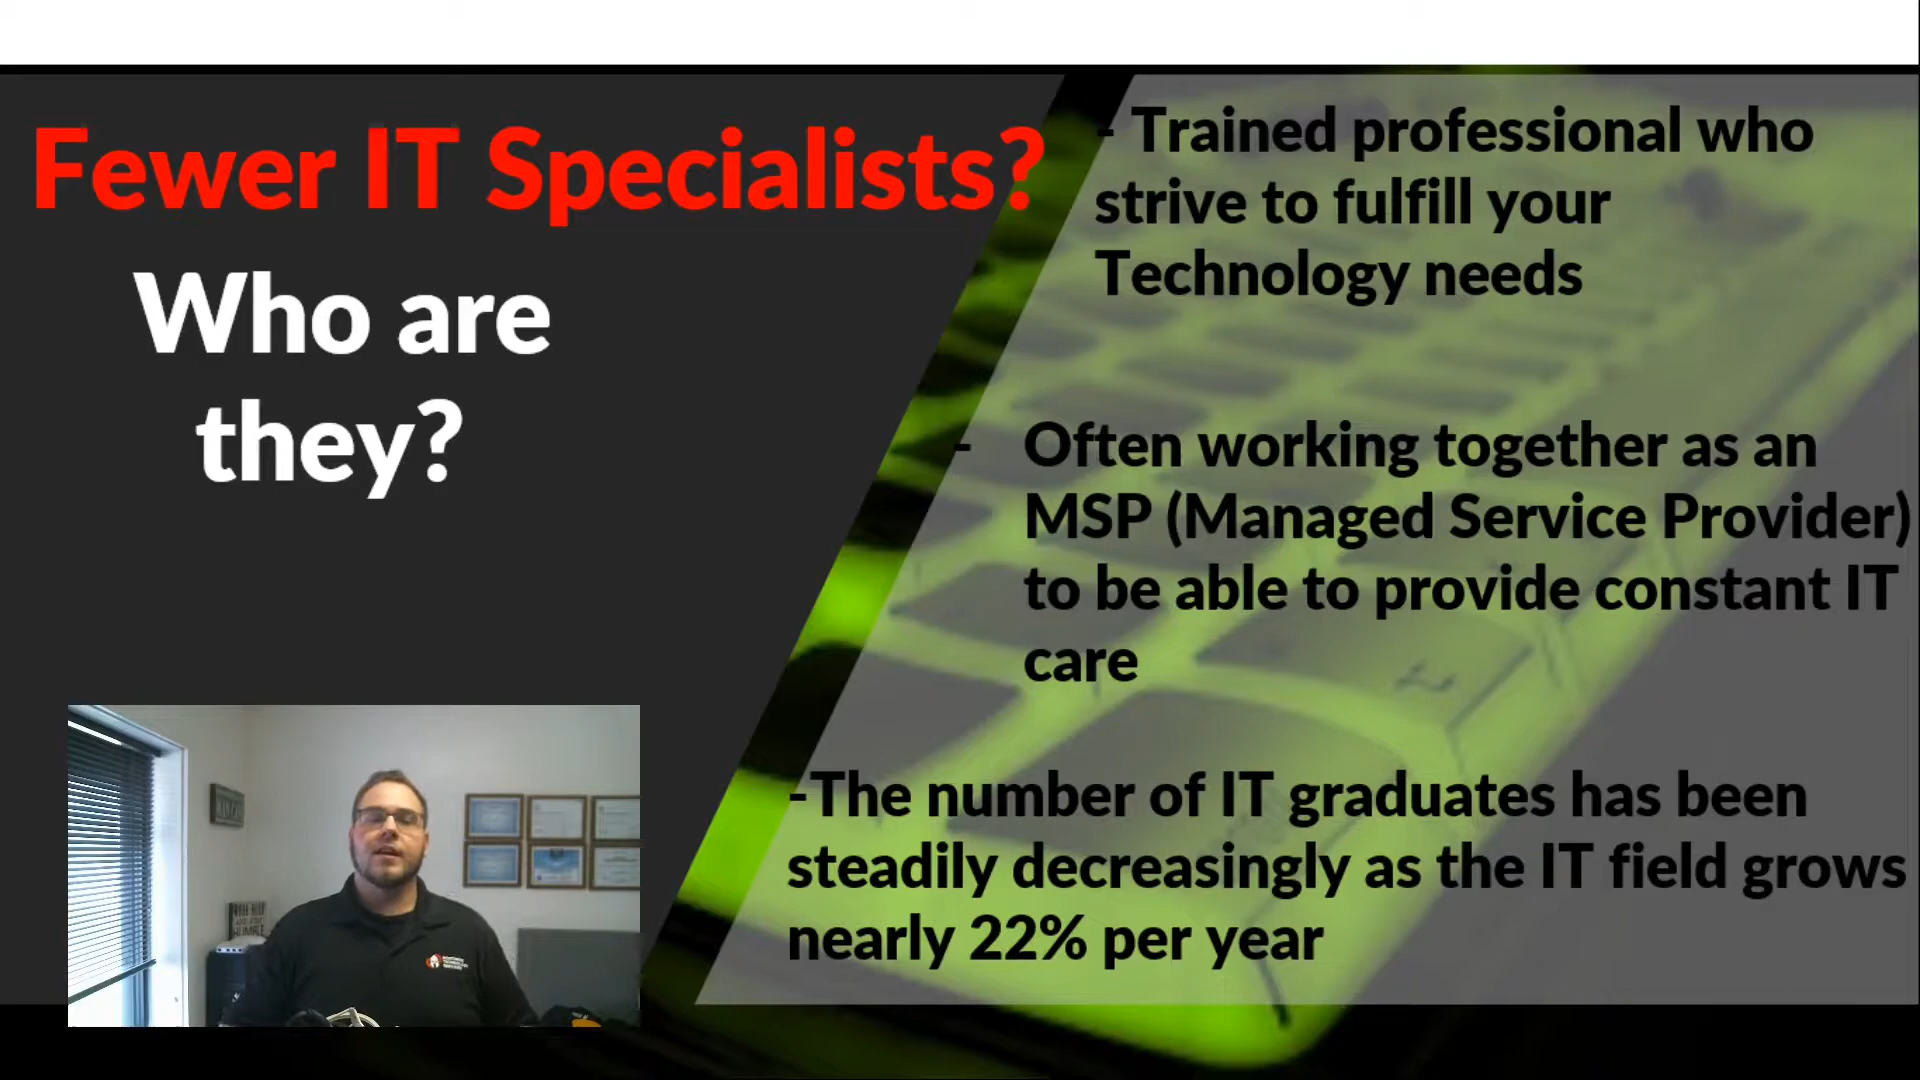 Fewer IT Specialists?
Who are
they?
- Trained professional who
strive to fulfill your
Technology needs
- Often working together as an
MSP (Managed Service Provider)
to be able to provide constant IT
care
-The number of IT graduates has been
steadily decreasingly as the IT field grows
nearly 22% per year